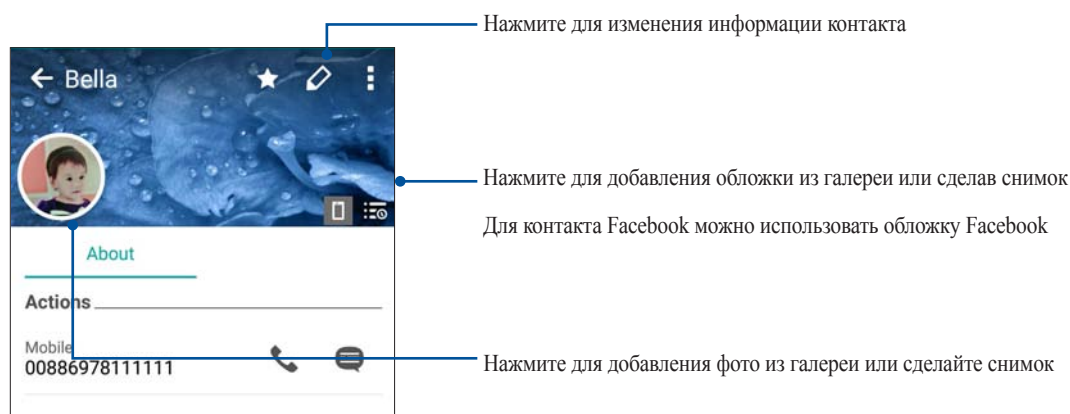 Нажмите для изменения информации контакта
Bella
Нажмите для добавления обложки из галереи или сделав снимок
Для контакта Facebook можно использовать обложку Facebook
About
Actions
Mobile
00886978111111
Нажмите для добавления фото из галереи или сделайте снимок